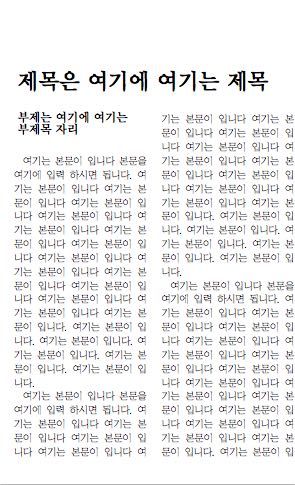 제목은 여기에 여기는 제목
부제는 여기에 여기는
부제목 자리
여기는 본문이 입니다 본문을
여기에 입력 하시면 됩니다. 여
기는 본문이 입니다 여기는 본
문이 입니다 여기는 본문이 입
니다 여기는 본문이 입니다 여
기는 본문이 입니다 여기는 본
문이 입니다 여기는 본문이 입
니다 여기는 본문이 입니다 여
기는 본문이 입니다 여기는 본
문이 입니다 여기는 본문이 입
니다 여기는 본문이 입니다 여
기는 본문이 입니다 여기는 본
문이 입니다. 여기는 본문이 입
니다. 여기는 본문이 입니다 여
기는 본문이 입니다. 여기는 본
문이 입니다. 여기는 본문이 입
니다.
여기는 본문이 입니다 본문을
여기에 입력 하시면 됩니다. 여
기는 본문이 입니다 여기는 본
문이 입니다 여기는 본문이 입
니다 여기는 본문이 입니다 여
기는 본문이 입니다 여기는 본
문이 입니다 여기는 본문이 입
니다 여기는 본문이 입니다 여
기는 본문이 입니다 여기는 본
문이 입니다 여기는 본문이 입
니다 여기는 본문이 입니다 여
기는 본문이 입니다 여기는 본
문이 입니다. 여기는 본문이 입
니다. 여기는 본문이 입니다 여
기는 본문이 입니다. 여기는 본
문이 입니다. 여기는 본문이 입
니다.
여기는 본문이 입니다 본문을
여기에 입력 하시면 됩니다. 여
기는 본문이 입니다 여기는 본
문이 입니다 여기는 본문이 입
니다 여기는 본문이 입니다 여
기는 본문이 입니다 여기는 본
문이 입니다 여기는 본문이 입
니다 여기는 본문이 입니다 여
기는 본문이 입니다 여기는 본
문이 입니다 여기는 본문이 입
니다 여기는 본문이 입니다 여
기는 본문이 입니다 여기는 본
문이 입니다. 여기는 본문이 입